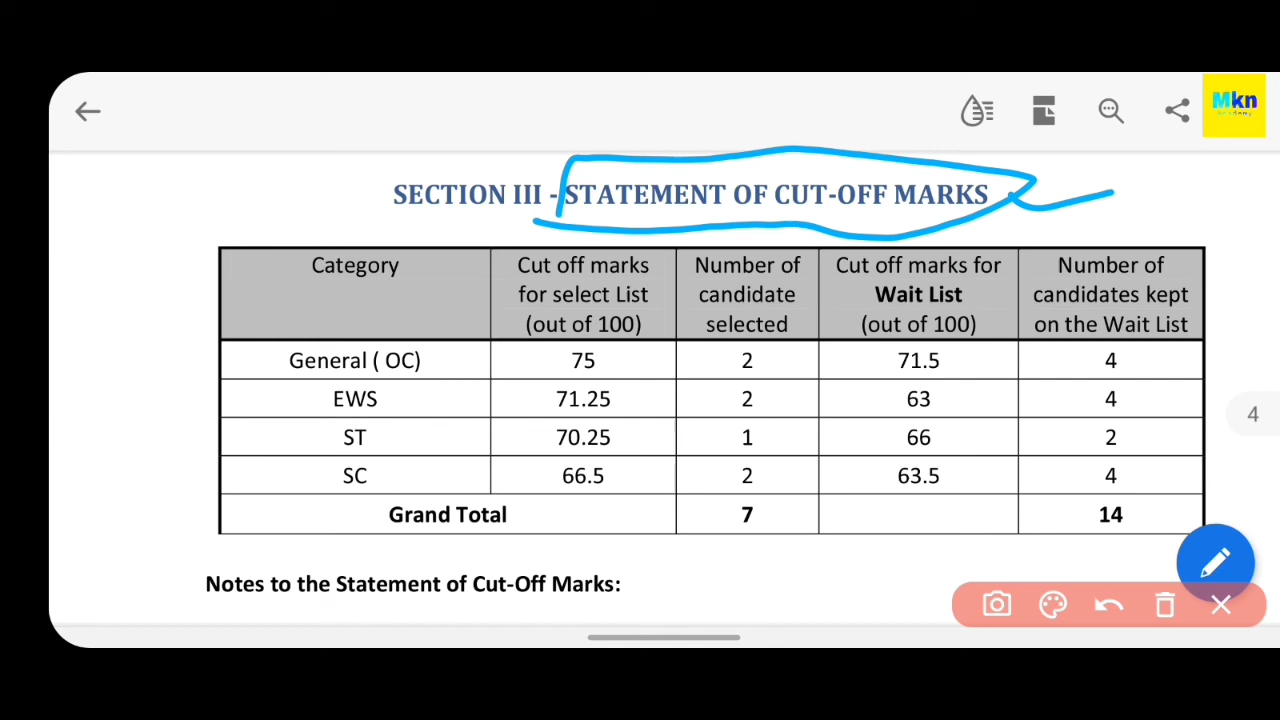 Mkn
Academy
SECTION III - STATEMENT OF CUT-OFF MARKS
Category
Cut off marks
for select List
(out of 100)
Number of
candidate
selected
Cut off marks for
Wait List
(out of 100)
Number of
candidates kept
on the Wait List
General ( OC) 75 2 71.5 4
EWS 71.25 2 63 4
ST 70.25 1 66 2
SC 66.5 2 63.5 4
Grand Total 7 14
4
Notes to the Statement of Cut-Off Marks: